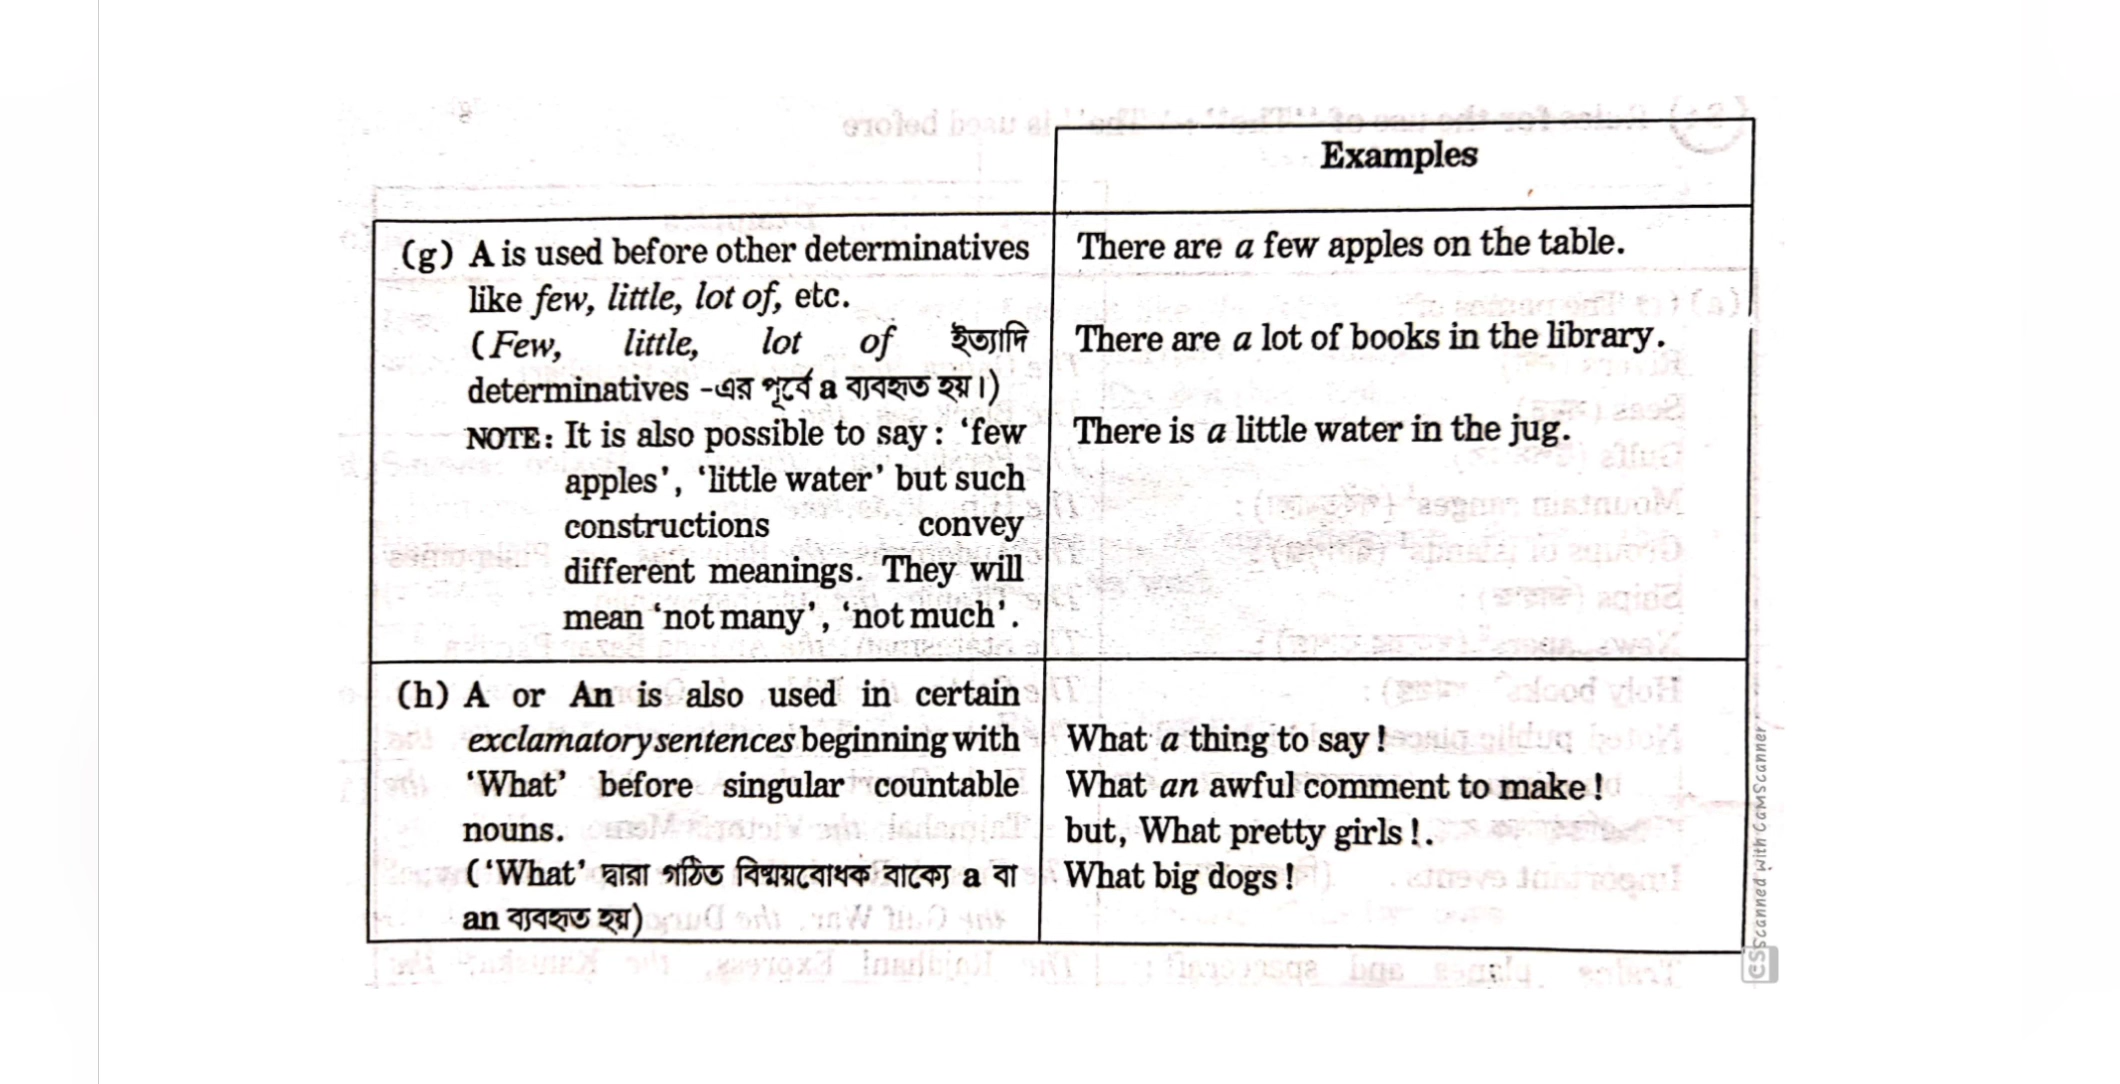 Examples
(g) A is used before other determinatives
like few, little, lot of, etc.
(Few, little, lot of ইত্যাদি
determinatives -এর পূর্বে a ব্যবহৃত হয়।)
NOTE: It is also possible to say: ‘few
apples’, ‘little water’ but such
constructions convey
different meanings. They will
mean ‘not many’, ‘not much’.
There are a few apples on the table.
There are a lot of books in the library.
There is a little water in the jug.
(h) A or An is also used in certain
exclamatory sentences beginning with
‘What’ before singular countable
nouns.
(‘What’ দ্বারা গঠিত বিস্ময়বোধক বাক্যে a বা
an ব্যবহৃত হয়)
What a thing to say!
What an awful comment to make!
but, What pretty girls!.
What big dogs!
CS Scanned with CamScanner